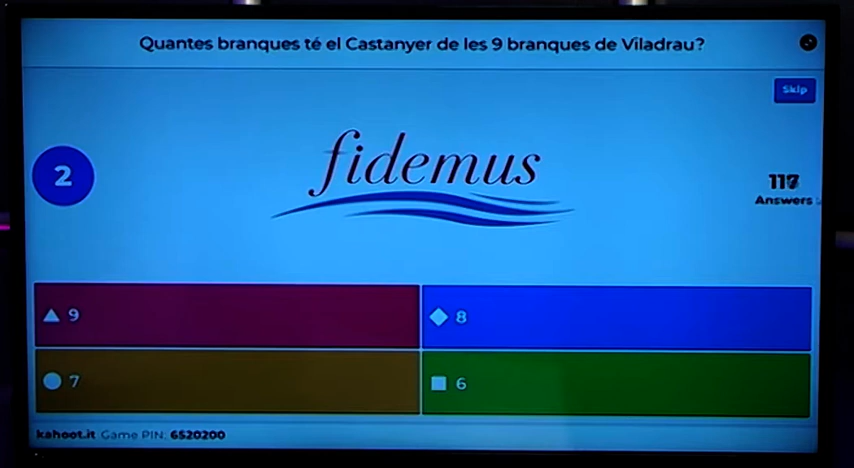 Quantes branques té el Castanyer de les 9 branques de Viladrau?
Skip
2
fidemus
Answers
9
8
7
6
kahoot.it Game PIN: 6520200